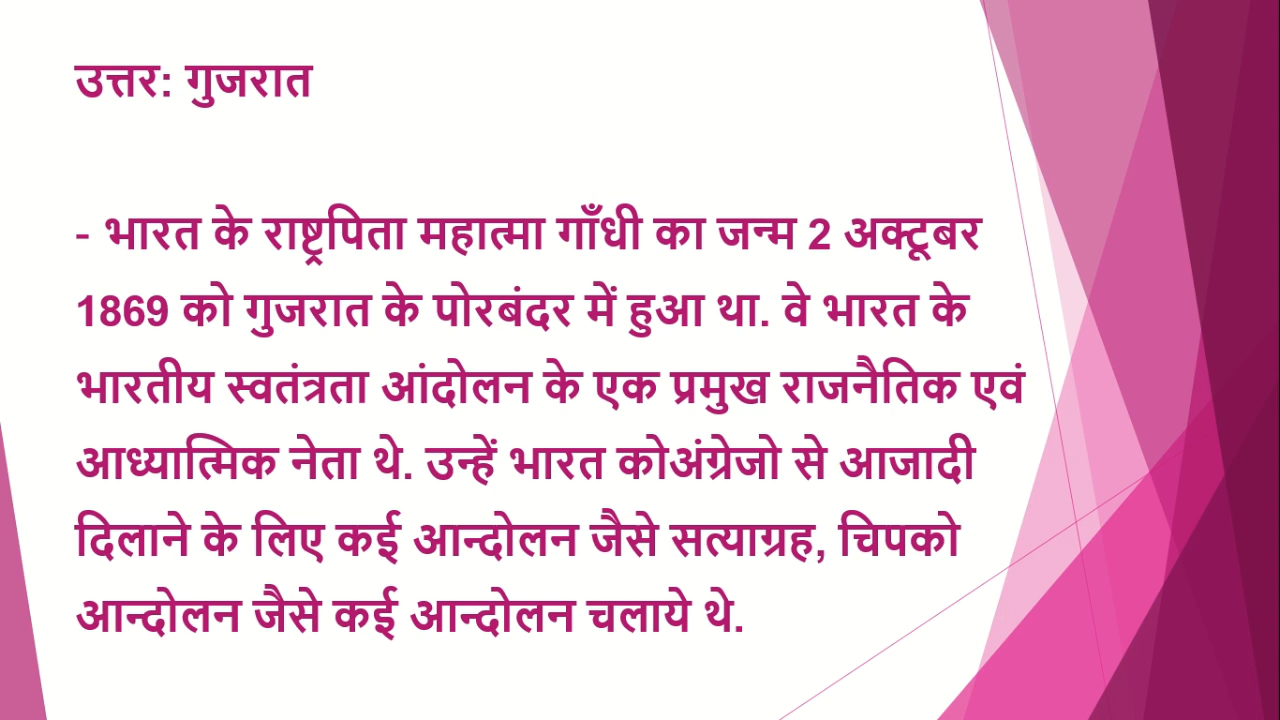 उत्तर: गुजरात
- भारत के राष्ट्रपिता महात्मा गाँधी का जन्म 2 अक्टूबर
1869 को गुजरात के पोरबंदर में हुआ था. वे भारत के
भारतीय स्वतंत्रता आंदोलन के एक प्रमुख राजनैतिक एवं
आध्यात्मिक नेता थे. उन्हें भारत कोअंग्रेजो से आजादी
दिलाने के लिए कई आन्दोलन जैसे सत्याग्रह, चिपको
आन्दोलन जैसे कई आन्दोलन चलाये थे.